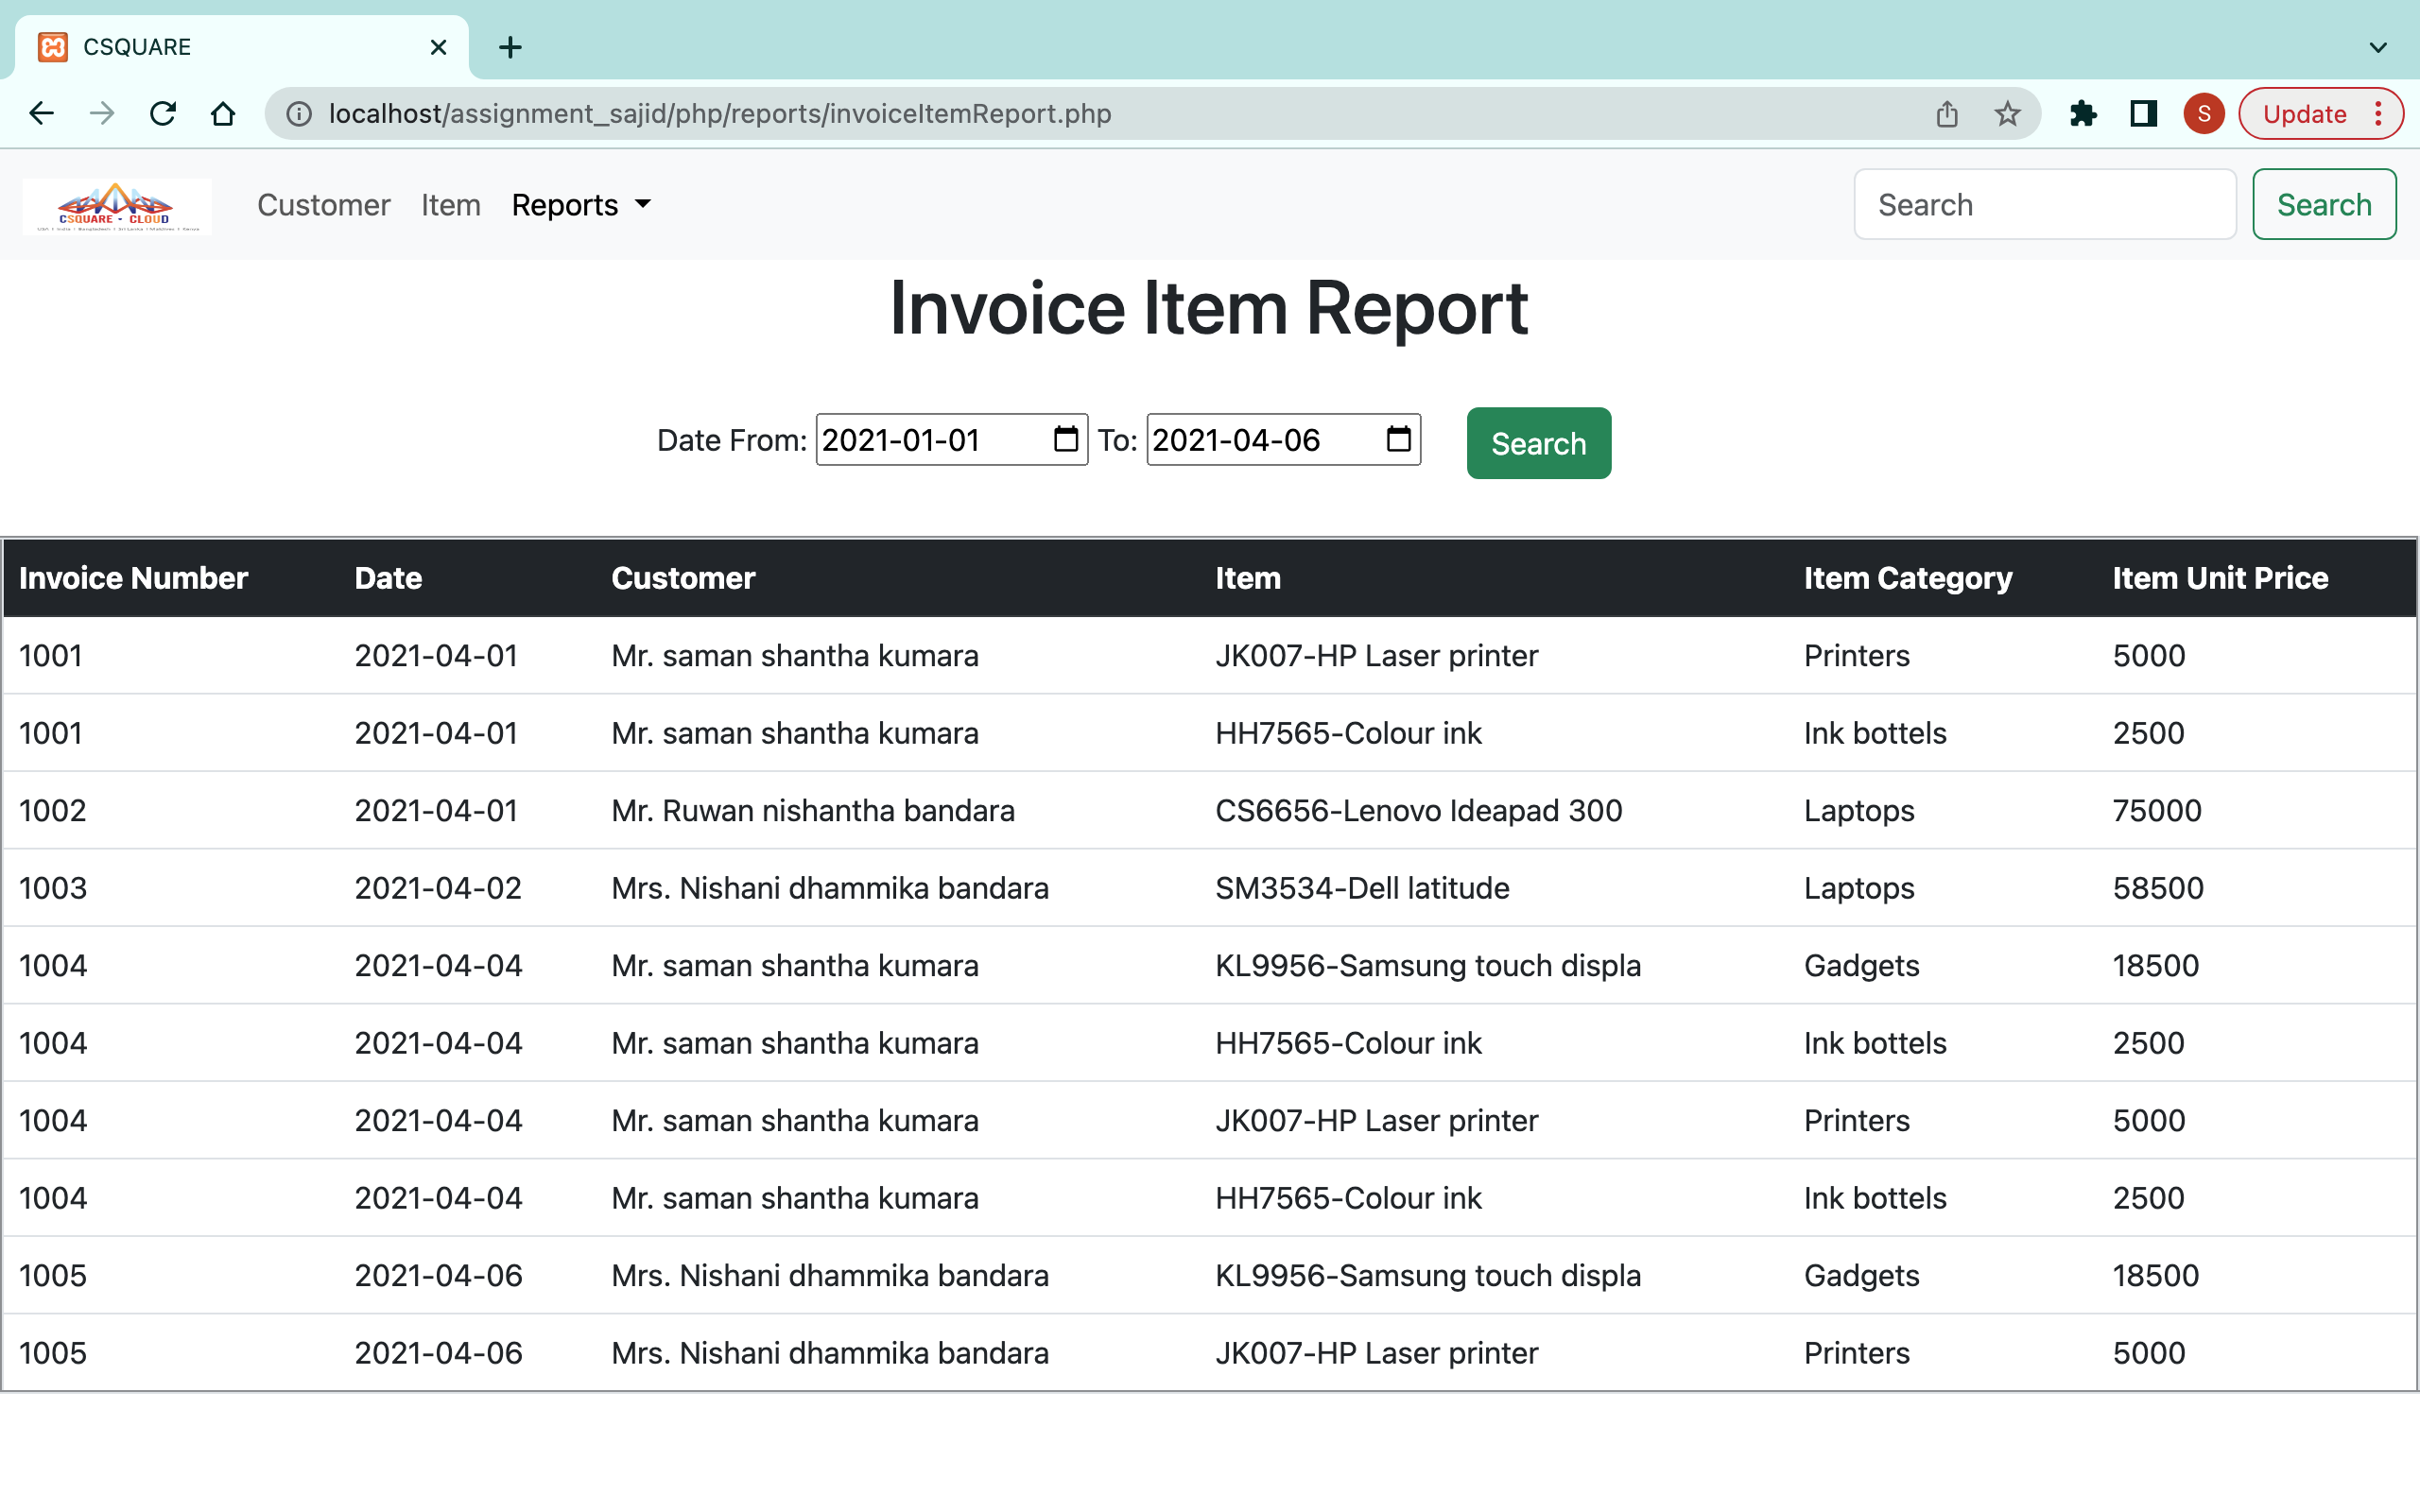 CSQUARE
localhost/assignment_sajid/php/reports/invoiceItemReport.php
S
Update
CSQUARE - CLOUD
Customer Item Reports
Search Search
Invoice Item Report
Date From: 2021-01-01 To: 2021-04-06 Search
Invoice Number Date Customer Item Item Category Item Unit Price
1001 2021-04-01 Mr. saman shantha kumara JK007-HP Laser printer Printers 5000
1001 2021-04-01 Mr. saman shantha kumara HH7565-Colour ink Ink bottels 2500
1002 2021-04-01 Mr. Ruwan nishantha bandara CS6656-Lenovo Ideapad 300 Laptops 75000
1003 2021-04-02 Mrs. Nishani dhammika bandara SM3534-Dell latitude Laptops 58500
1004 2021-04-04 Mr. saman shantha kumara KL9956-Samsung touch displa Gadgets 18500
1004 2021-04-04 Mr. saman shantha kumara HH7565-Colour ink Ink bottels 2500
1004 2021-04-04 Mr. saman shantha kumara JK007-HP Laser printer Printers 5000
1004 2021-04-04 Mr. saman shantha kumara HH7565-Colour ink Ink bottels 2500
1005 2021-04-06 Mrs. Nishani dhammika bandara KL9956-Samsung touch displa Gadgets 18500
1005 2021-04-06 Mrs. Nishani dhammika bandara JK007-HP Laser printer Printers 5000